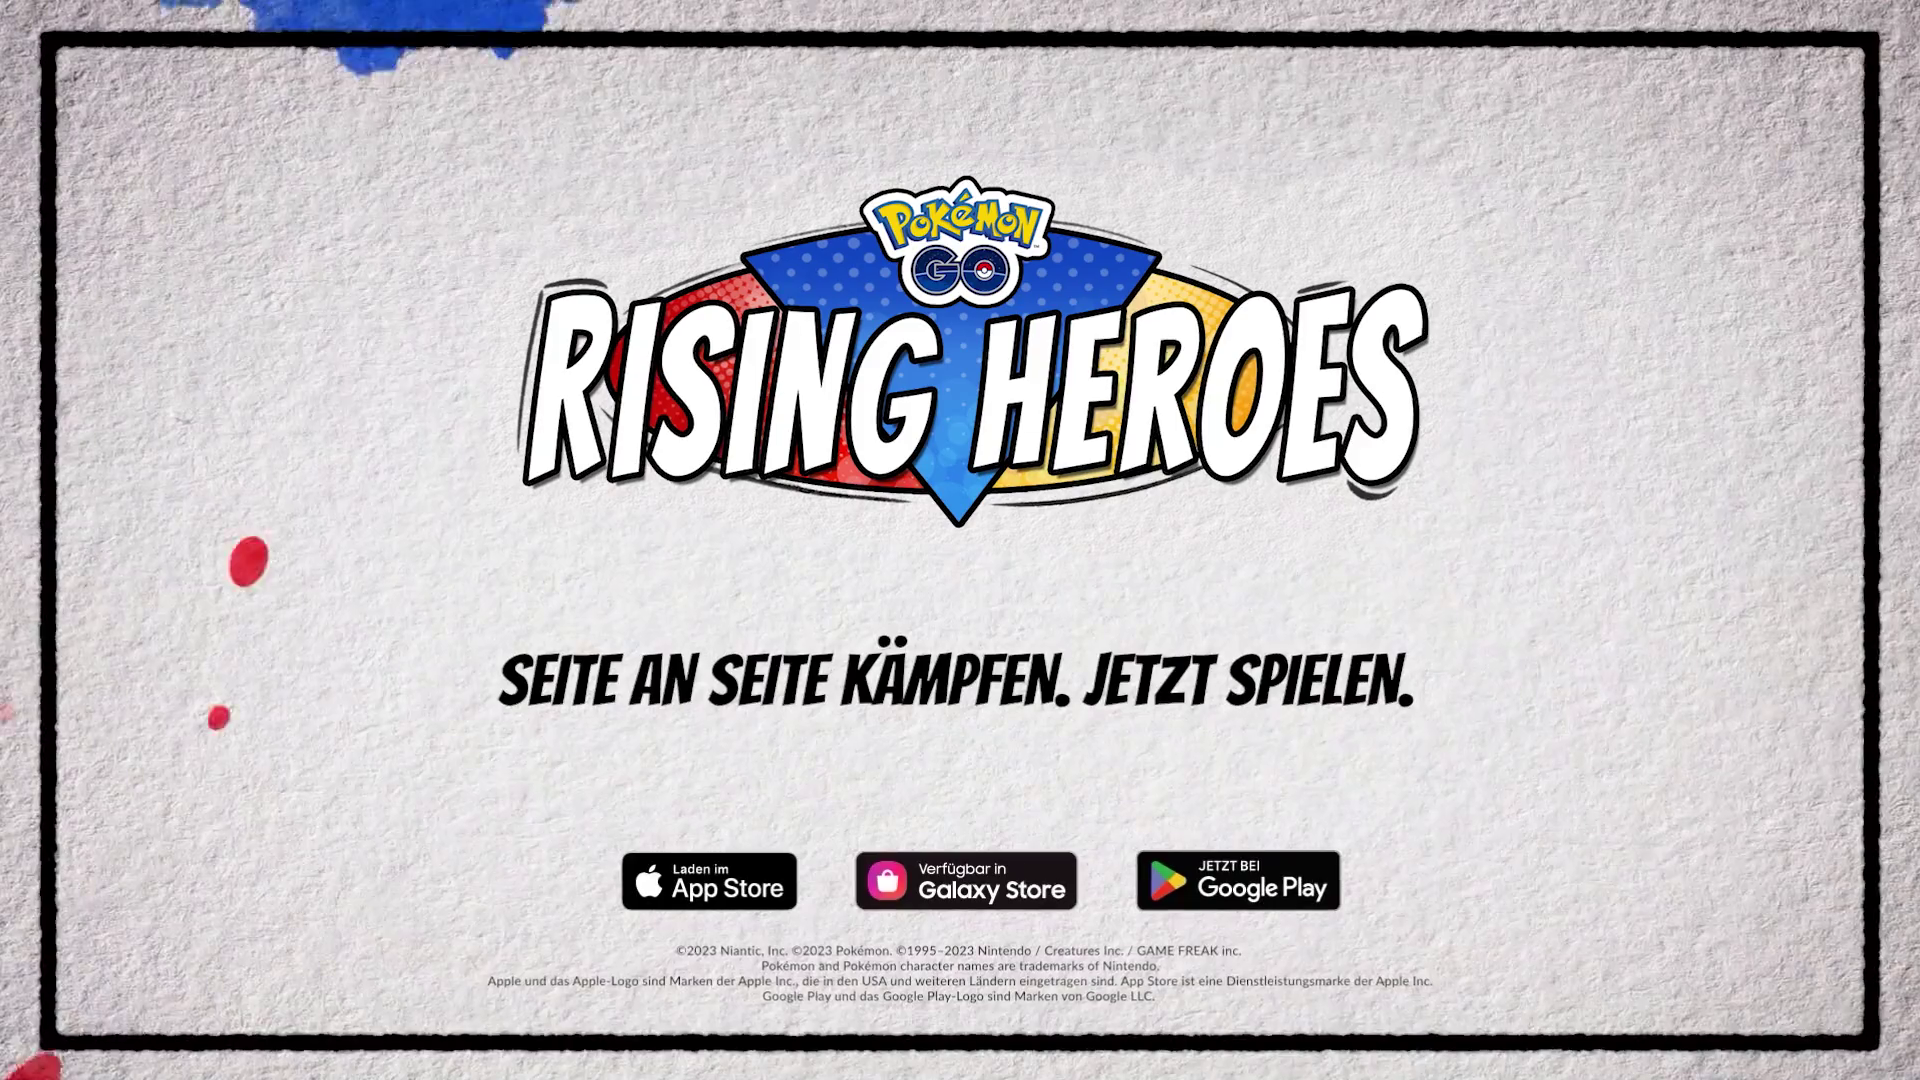 POKÉMON
GO
RISING HEROES
SEITE AN SEITE KÄMPFEN. JETZT SPIELEN.
Laden im
App Store
Verfügbar in
Galaxy Store
JETZT BEI
Google Play
©2023 Niantic, Inc. ©2023 Pokémon. ©1995–2023 Nintendo / Creatures Inc. / GAME FREAK inc.
Pokémon and Pokémon character names are trademarks of Nintendo.
Apple und das Apple-Logo sind Marken der Apple Inc., die in den USA und weiteren Ländern eingetragen sind. App Store ist eine Dienstleistungsmarke der Apple Inc.
Google Play und das Google Play-Logo sind Marken von Google LLC.